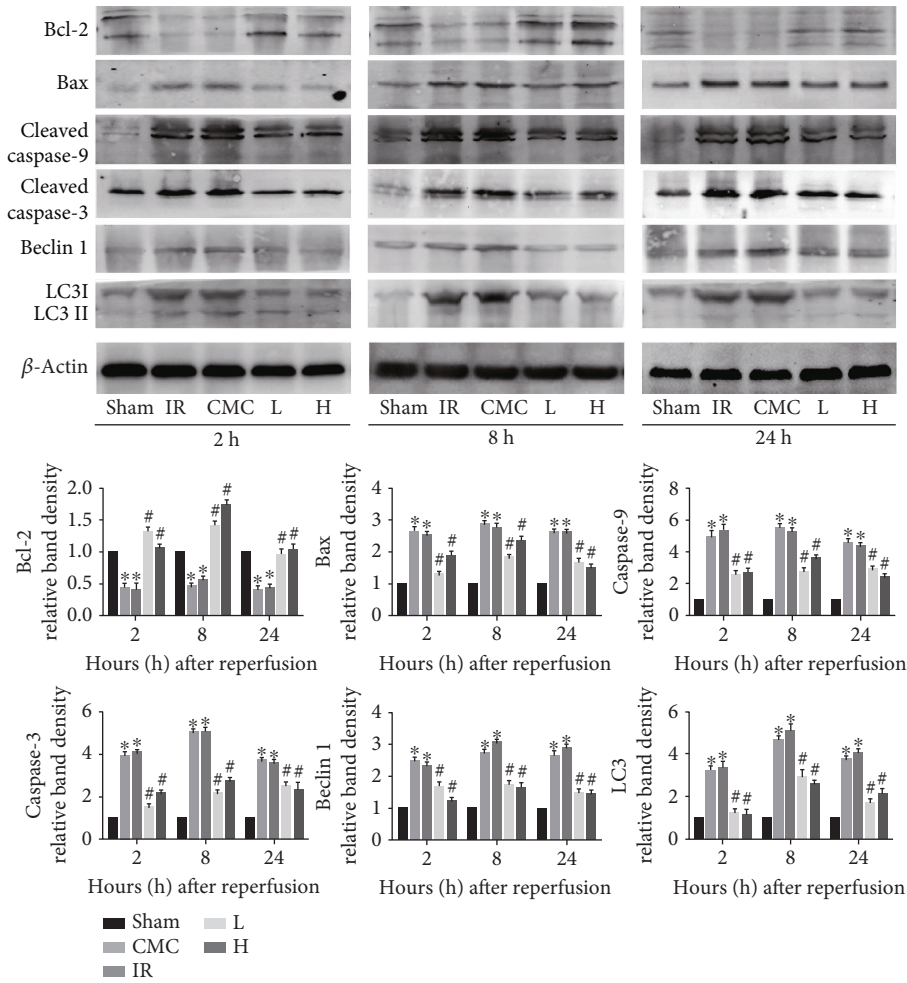 Bcl-2
Bax
Cleaved
caspase-9
Cleaved
caspase-3
Beclin 1
LC3I
LC3 II
β-Actin
Sham IR CMC L H Sham IR CMC L H Sham IR CMC L H
2 h 8 h 24 h
Bcl-2
relative band density
2.0
1.5
1.0
0.5
0.0
* * # #
* * # #
* * # #
2 8 24
Hours (h) after reperfusion
Bax
relative band density
4
3
2
1
0
* * # #
* * # #
* * # #
2 8 24
Hours (h) after reperfusion
Caspase-9
relative band density
8
6
4
2
0
* * # #
* * # #
* * # #
2 8 24
Hours (h) after reperfusion
Caspase-3
relative band density
6
4
2
0
* * # #
* * # #
* * # #
2 8 24
Hours (h) after reperfusion
Beclin 1
relative band density
4
3
2
1
0
* * # #
* * # #
* * # #
2 8 24
Hours (h) after reperfusion
LC3
relative band density
6
4
2
0
* * # #
* * # #
* * # #
2 8 24
Hours (h) after reperfusion
Sham L
CMC H
IR